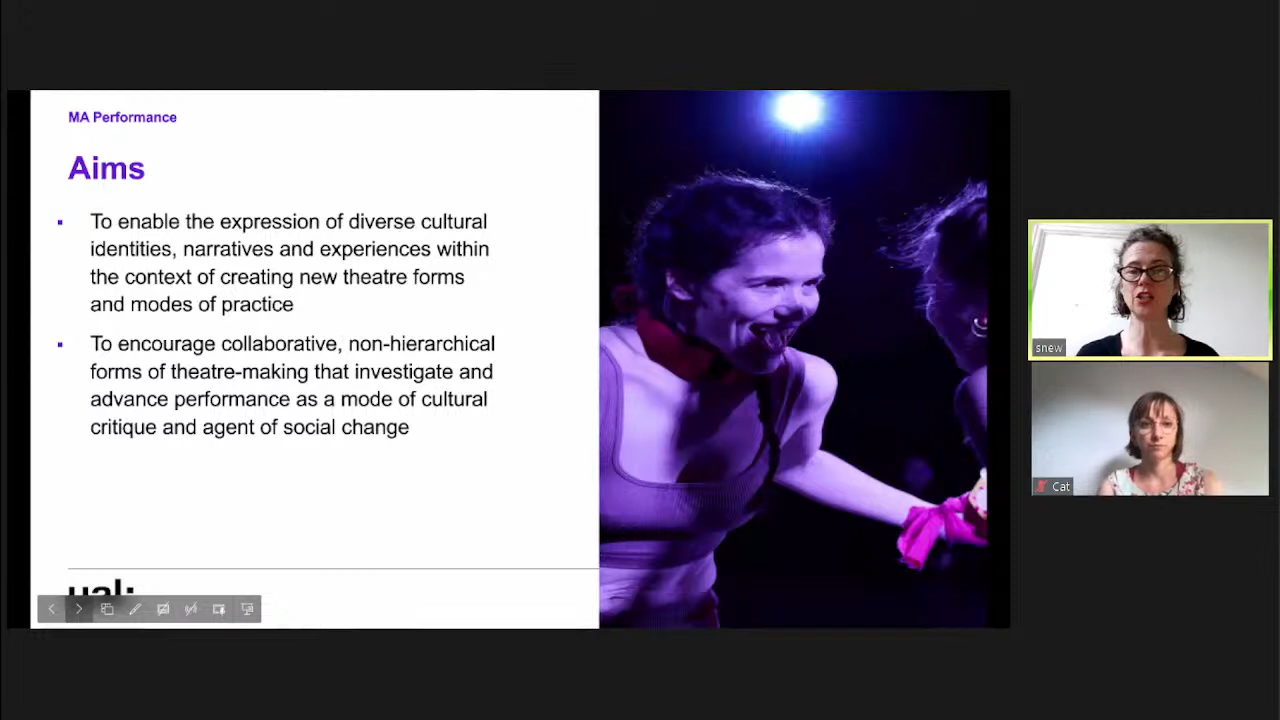 MA Performance
Aims
▪ To enable the expression of diverse cultural
identities, narratives and experiences within
the context of creating new theatre forms
and modes of practice
▪ To encourage collaborative, non-hierarchical
forms of theatre-making that investigate and
advance performance as a mode of cultural
critique and agent of social change
ual:
snew
Cat